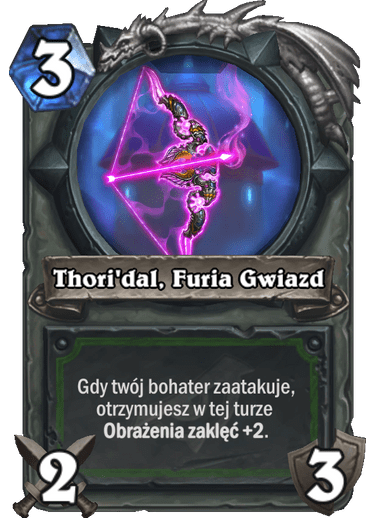 3
Thori'dal, Furia Gwiazd
Gdy twój bohater zaatakuje,
otrzymujesz w tej turze
Obrażenia zaklęć +2.
2
3